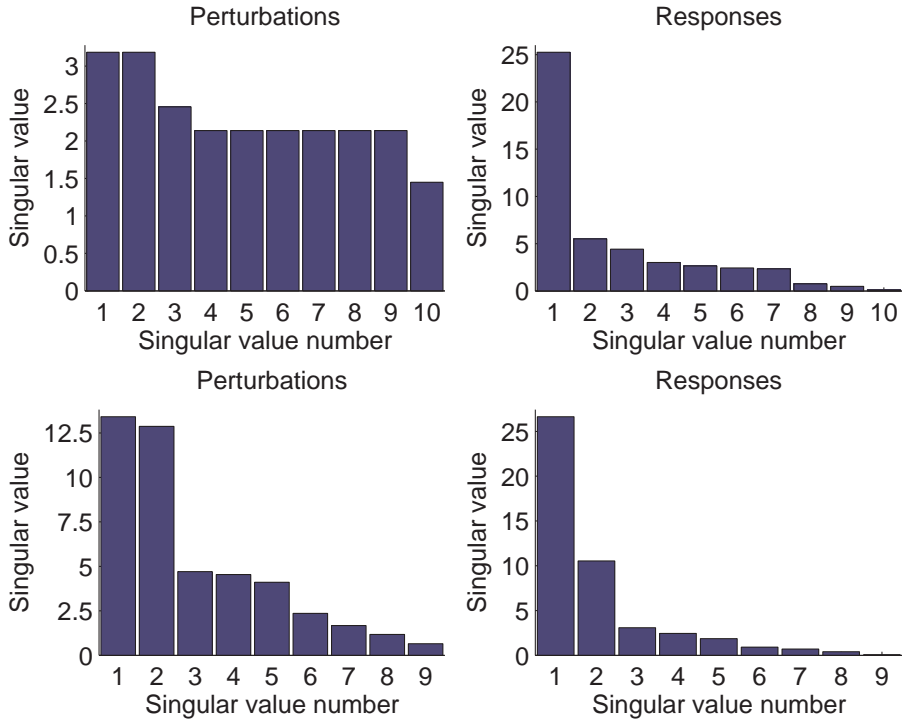 Perturbations
Singular value
3
2.5
2
1.5
1
0.5
0
1 2 3 4 5 6 7 8 9 10
Singular value number
Responses
Singular value
25
20
15
10
5
0
1 2 3 4 5 6 7 8 9 10
Singular value number
Perturbations
Singular value
12.5
10
7.5
5
2.5
0
1 2 3 4 5 6 7 8 9
Singular value number
Responses
Singular value
25
20
15
10
5
0
1 2 3 4 5 6 7 8 9
Singular value number